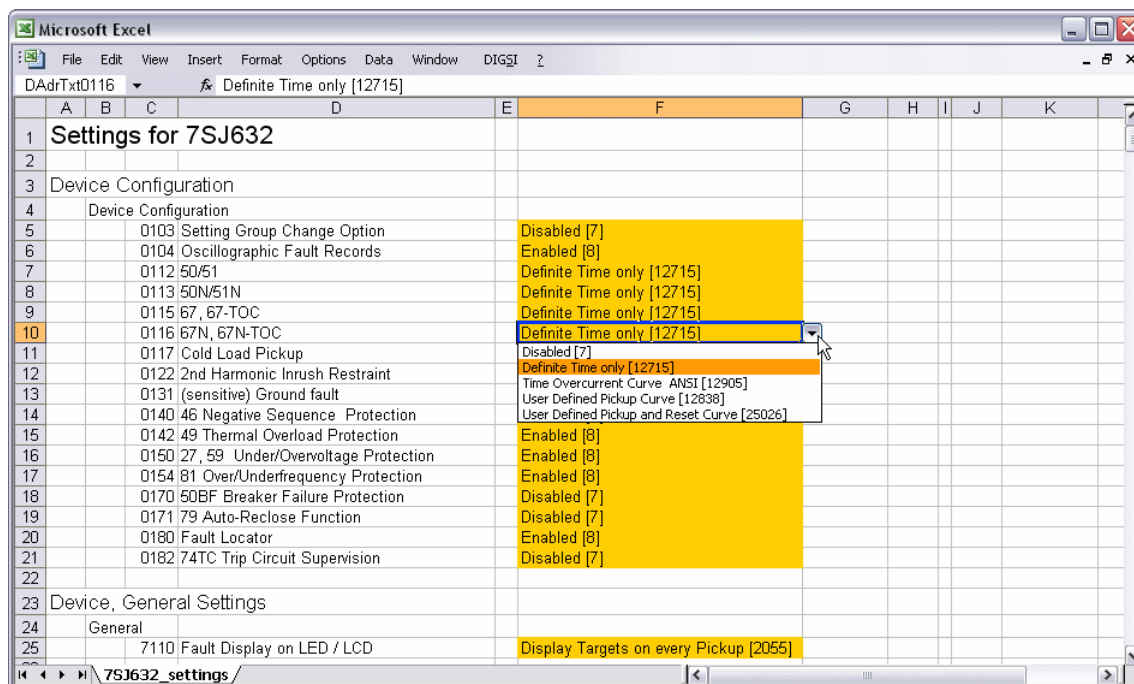 Microsoft Excel
File Edit View Insert Format Options Data Window DIGSI ?
DAdrTxt0116 fx Definite Time only [12715]
A B C D E F G H I J K
1 Settings for 7SJ632
2
3 Device Configuration
4 Device Configuration
5 0103 Setting Group Change Option Disabled [7]
6 0104 Oscillographic Fault Records Enabled [8]
7 0112 50/51 Definite Time only [12715]
8 0113 50N/51N Definite Time only [12715]
9 0115 67, 67-TOC Definite Time only [12715]
10 0116 67N, 67N-TOC Definite Time only [12715]
11 0117 Cold Load Pickup Disabled [7]
12 0122 2nd Harmonic Inrush Restraint Definite Time only [12715]
Time Overcurrent Curve ANSI [12905]
13 0131 (sensitive) Ground fault User Defined Pickup Curve [12838]
14 0140 46 Negative Sequence Protection User Defined Pickup and Reset Curve [25026]
15 0142 49 Thermal Overload Protection Enabled [8]
16 0150 27, 59 Under/Overvoltage Protection Enabled [8]
17 0154 81 Over/Underfrequency Protection Enabled [8]
18 0170 50BF Breaker Failure Protection Disabled [7]
19 0171 79 Auto-Reclose Function Disabled [7]
20 0180 Fault Locator Enabled [8]
21 0182 74TC Trip Circuit Supervision Disabled [7]
22
23 Device, General Settings
24 General
25 7110 Fault Display on LED / LCD Display Targets on every Pickup [2055]
7SJ632_settings